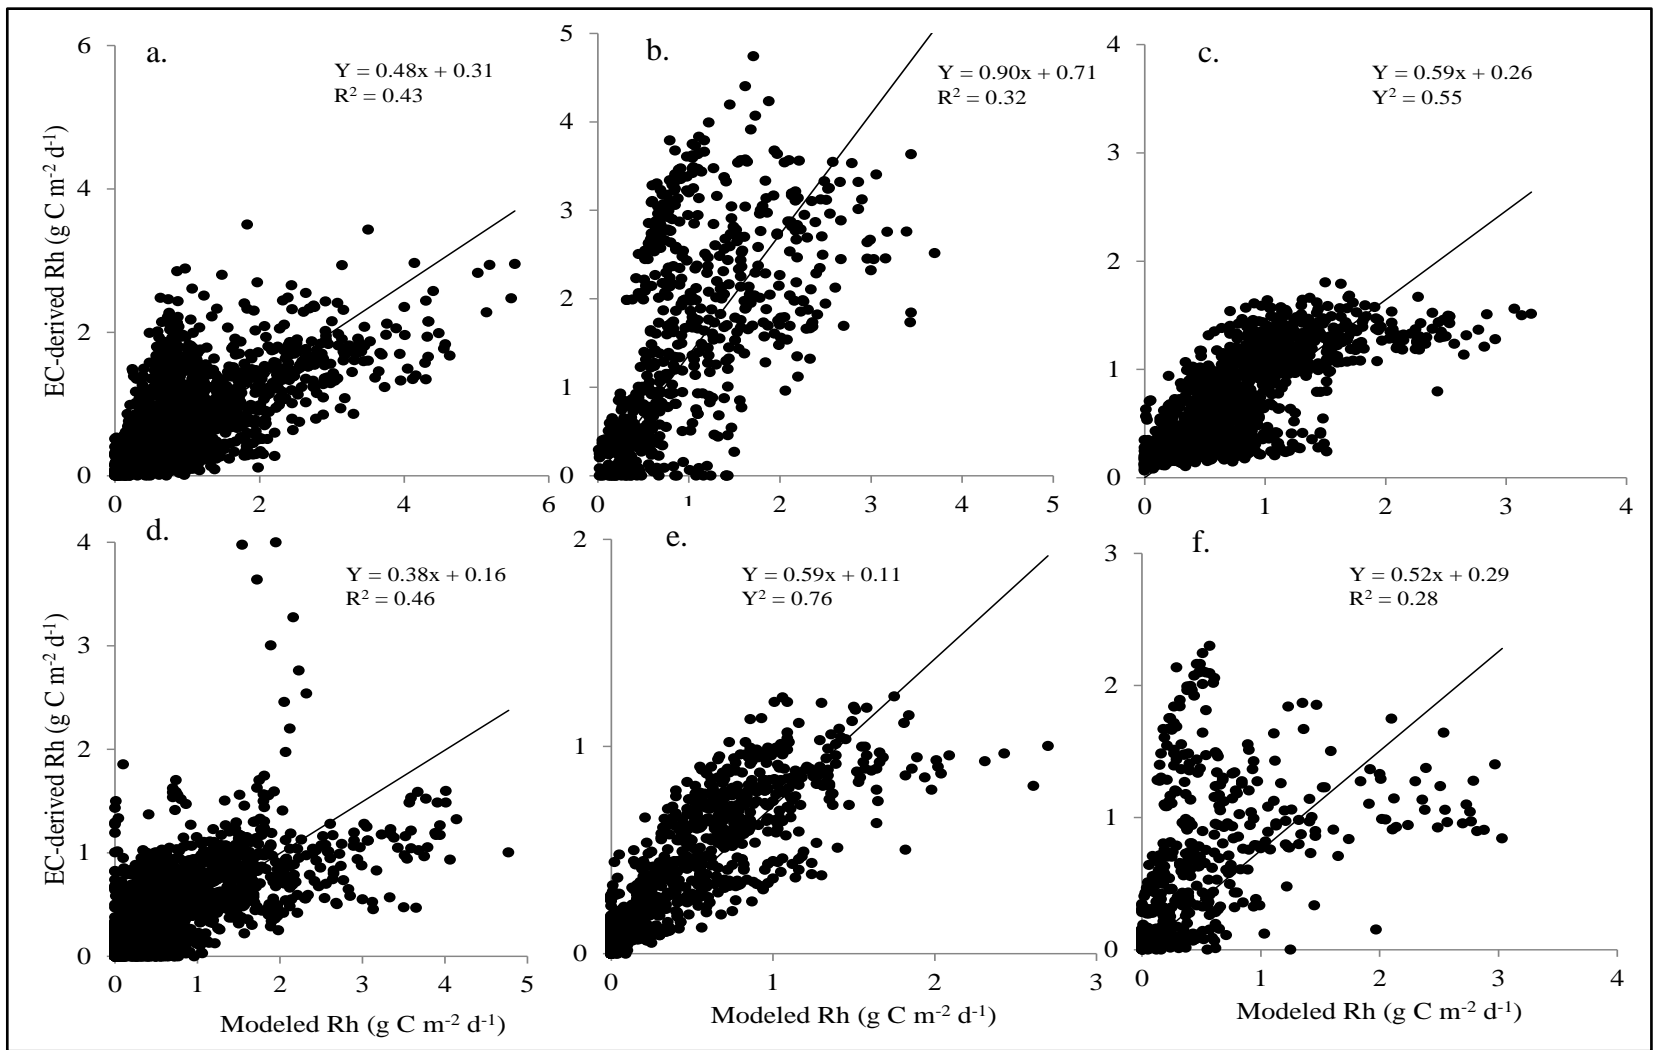 a.
Y = 0.48x + 0.31
R² = 0.43
EC-derived Rh (g C m⁻² d⁻¹)
6
4
2
0
0 2 4 6
b.
Y = 0.90x + 0.71
R² = 0.32
5
4
3
2
1
0
0 1 2 3 4 5
c.
Y = 0.59x + 0.26
Y² = 0.55
4
3
2
1
0
0 1 2 3 4
d.
Y = 0.38x + 0.16
R² = 0.46
EC-derived Rh (g C m⁻² d⁻¹)
4
3
2
1
0
0 1 2 3 4 5
Modeled Rh (g C m⁻² d⁻¹)
e.
Y = 0.59x + 0.11
Y² = 0.76
2
1
0
0 1 2 3
Modeled Rh (g C m⁻² d⁻¹)
f.
Y = 0.52x + 0.29
R² = 0.28
3
2
1
0
0 1 2 3 4
Modeled Rh (g C m⁻² d⁻¹)